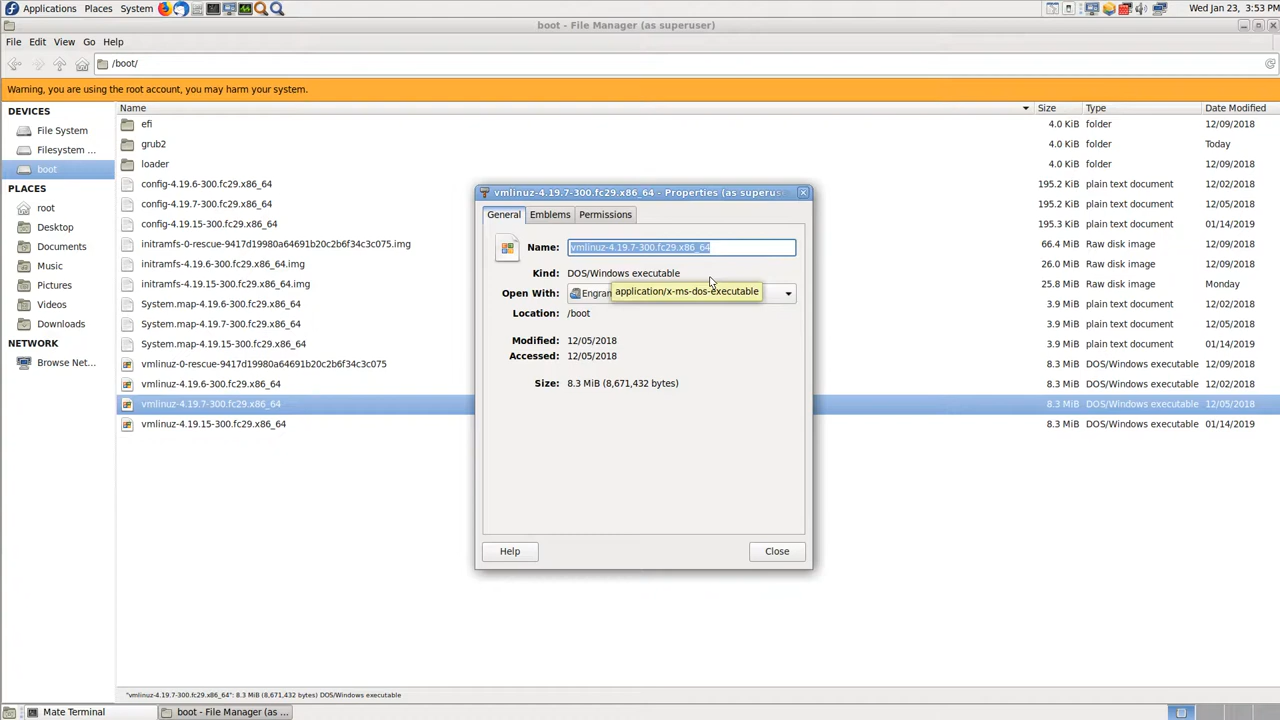 Applications Places System Wed Jan 23, 3:53 PM
boot - File Manager (as superuser)
File Edit View Go Help
/boot/
Warning, you are using the root account, you may harm your system.
DEVICES
File System
Filesystem ...
boot
PLACES
root
Desktop
Documents
Music
Pictures
Videos
Downloads
NETWORK
Browse Net...
Name Size Type Date Modified
efi 4.0 KiB folder 12/09/2018
grub2 4.0 KiB folder Today
loader 4.0 KiB folder 12/09/2018
config-4.19.6-300.fc29.x86_64 195.2 KiB plain text document 12/02/2018
config-4.19.7-300.fc29.x86_64 195.2 KiB plain text document 12/05/2018
config-4.19.15-300.fc29.x86_64 195.3 KiB plain text document 01/14/2019
initramfs-0-rescue-9417d19980a64691b20c2b6f34c3c075.img 66.4 MiB Raw disk image 12/09/2018
initramfs-4.19.6-300.fc29.x86_64.img 26.0 MiB Raw disk image 12/09/2018
initramfs-4.19.15-300.fc29.x86_64.img 25.8 MiB Raw disk image Monday
System.map-4.19.6-300.fc29.x86_64 3.9 MiB plain text document 12/02/2018
System.map-4.19.7-300.fc29.x86_64 3.9 MiB plain text document 12/05/2018
System.map-4.19.15-300.fc29.x86_64 3.9 MiB plain text document 01/14/2019
vmlinuz-0-rescue-9417d19980a64691b20c2b6f34c3c075 8.3 MiB DOS/Windows executable 12/09/2018
vmlinuz-4.19.6-300.fc29.x86_64 8.3 MiB DOS/Windows executable 12/02/2018
vmlinuz-4.19.7-300.fc29.x86_64 8.3 MiB DOS/Windows executable 12/05/2018
vmlinuz-4.19.15-300.fc29.x86_64 8.3 MiB DOS/Windows executable 01/14/2019
vmlinuz-4.19.7-300.fc29.x86_64 - Properties (as superus
General Emblems Permissions
Name: vmlinuz-4.19.7-300.fc29.x86_64
Kind: DOS/Windows executable
Open With: Engran
application/x-ms-dos-executable
Location: /boot
Modified: 12/05/2018
Accessed: 12/05/2018
Size: 8.3 MiB (8,671,432 bytes)
Help Close
"vmlinuz-4.19.7-300.fc29.x86_64": 8.3 MiB (8,671,432 bytes) DOS/Windows executable
Mate Terminal boot - File Manager (as ...